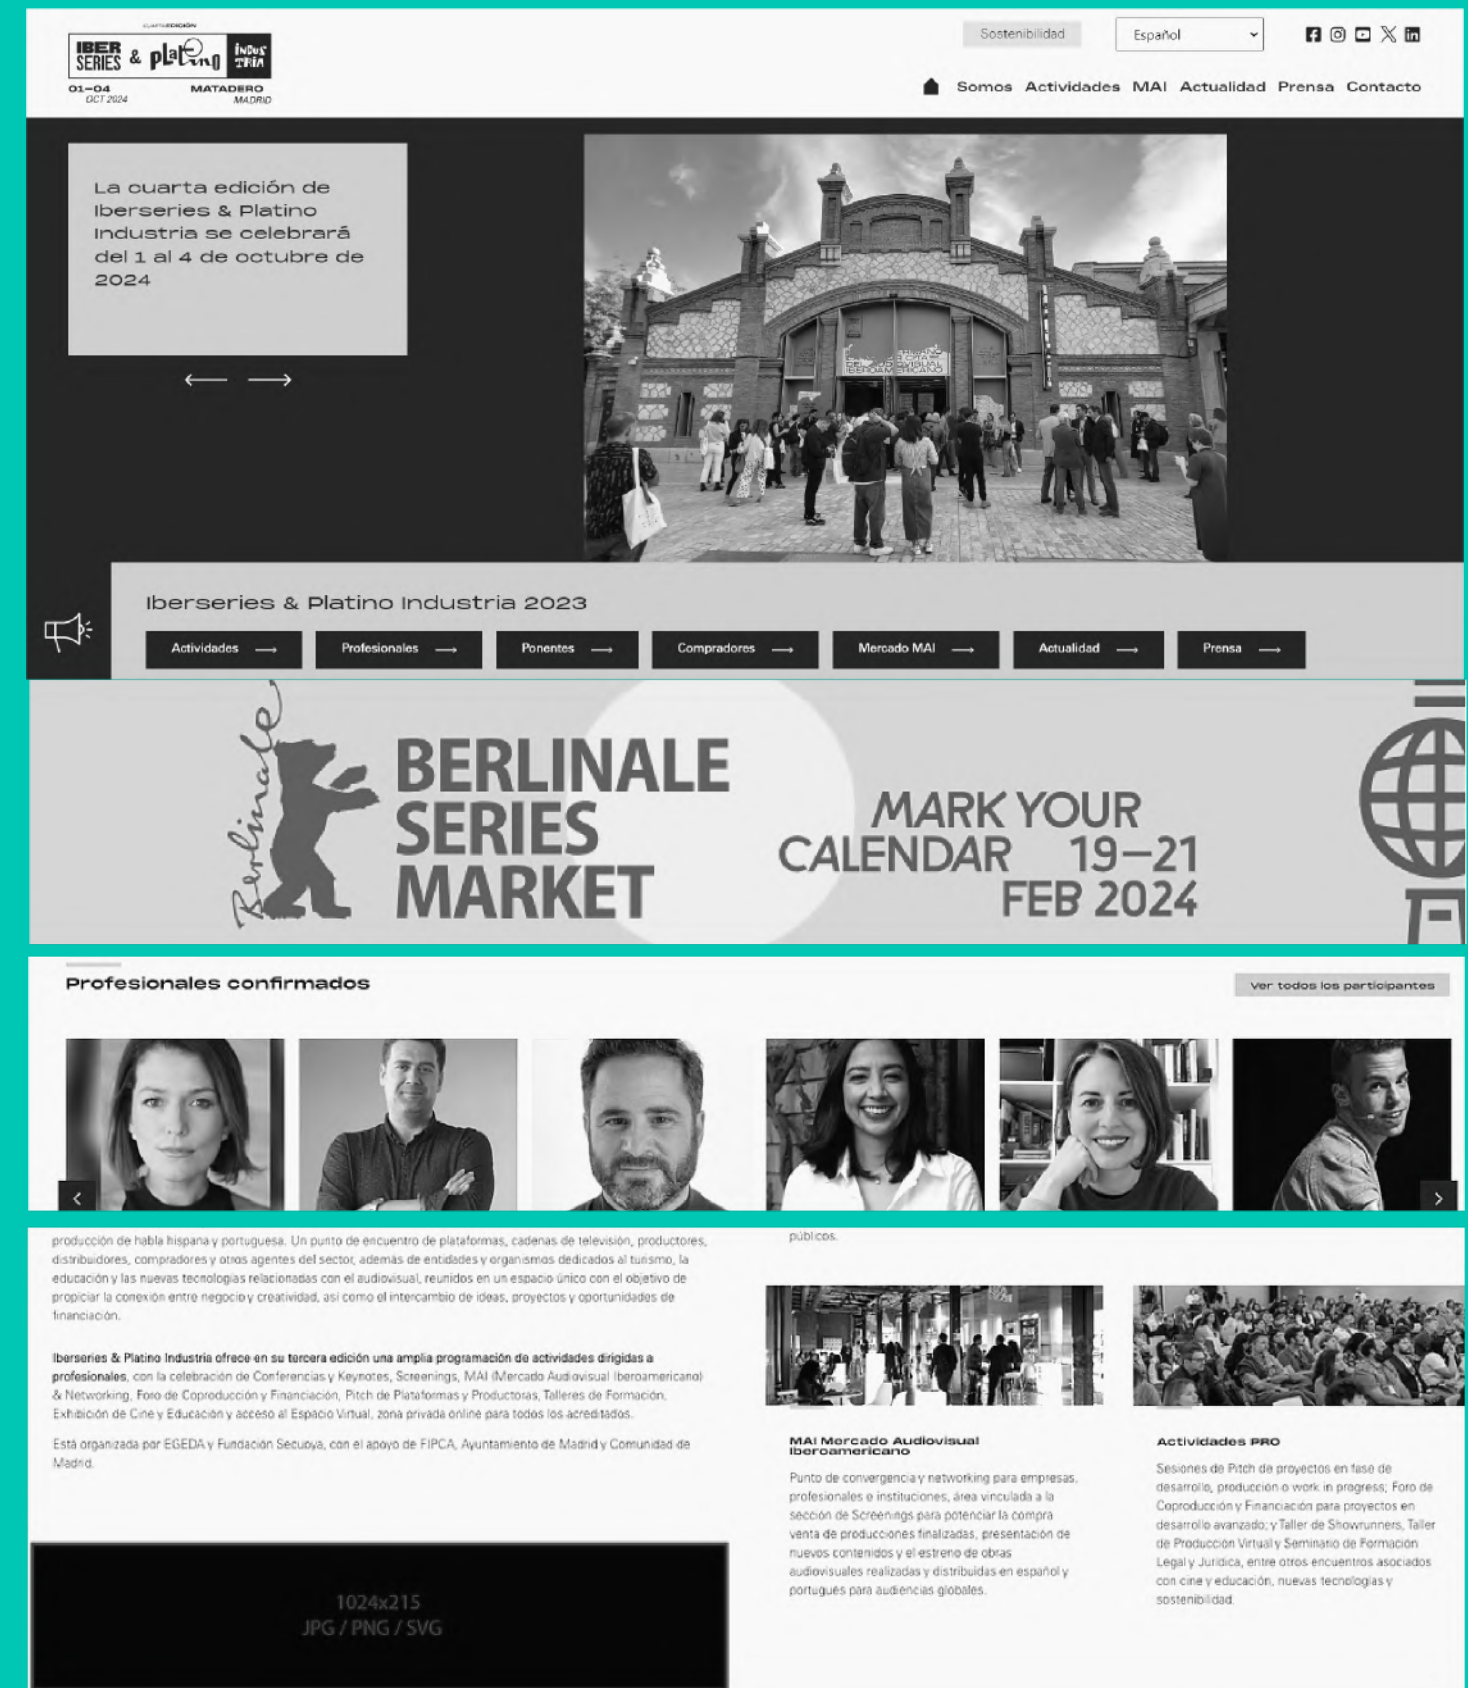 CUARTAEDICIÓN
IBER
SERIES & platino INDUS
TRIA
01–04 MATADERO
OCT 2024 MADRID
Sostenibilidad
Español
Somos Actividades MAI Actualidad Prensa Contacto
La cuarta edición de
Iberseries & Platino
Industria se celebrará
del 1 al 4 de octubre de
2024
Iberseries & Platino Industria 2023
Actividades
Profesionales
Ponentes
Compradores
Mercado MAI
Actualidad
Prensa
Berlinale
BERLINALE
SERIES
MARKET
MARK YOUR
CALENDAR 19–21
FEB 2024
Profesionales confirmados
Ver todos los participantes
producción de habla hispana y portuguesa. Un punto de encuentro de plataformas, cadenas de televisión, productores,
distribuidores, compradores y otros agentes del sector, además de entidades y organismos dedicados al turismo, la
educación y las nuevas tecnologías relacionadas con el audiovisual, reunidos en un espacio único con el objetivo de
propiciar la conexión entre negocio y creatividad, así como el intercambio de ideas, proyectos y oportunidades de
financiación.
Iberseries & Platino Industria ofrece en su tercera edición una amplia programación de actividades dirigidas a
profesionales, con la celebración de Conferencias y Keynotes, Screenings, MAI (Mercado Audiovisual Iberoamericano)
& Networking, Foro de Coproducción y Financiación, Pitch de Plataformas y Productoras, Talleres de Formación,
Exhibición de Cine y Educación y acceso al Espacio Virtual, zona privada online para todos los acreditados.
Está organizada por EGEDA y Fundación Secuoya, con el apoyo de FIPCA, Ayuntamiento de Madrid y Comunidad de
Madrid.
1024x215
JPG / PNG / SVG
públicos.
MAI Mercado Audiovisual
Iberoamericano
Punto de convergencia y networking para empresas,
profesionales e instituciones, área vinculada a la
sección de Screenings para potenciar la compra
venta de producciones finalizadas, presentación de
nuevos contenidos y el estreno de obras
audiovisuales realizadas y distribuidas en español y
portugués para audiencias globales.
Actividades PRO
Sesiones de Pitch de proyectos en fase de
desarrollo, producción o work in progress; Foro de
Coproducción y Financiación para proyectos en
desarrollo avanzado; y Taller de Showrunners, Taller
de Producción Virtual y Seminario de Formación
Legal y Jurídica, entre otros encuentros asociados
con cine y educación, nuevas tecnologías y
sostenibilidad.